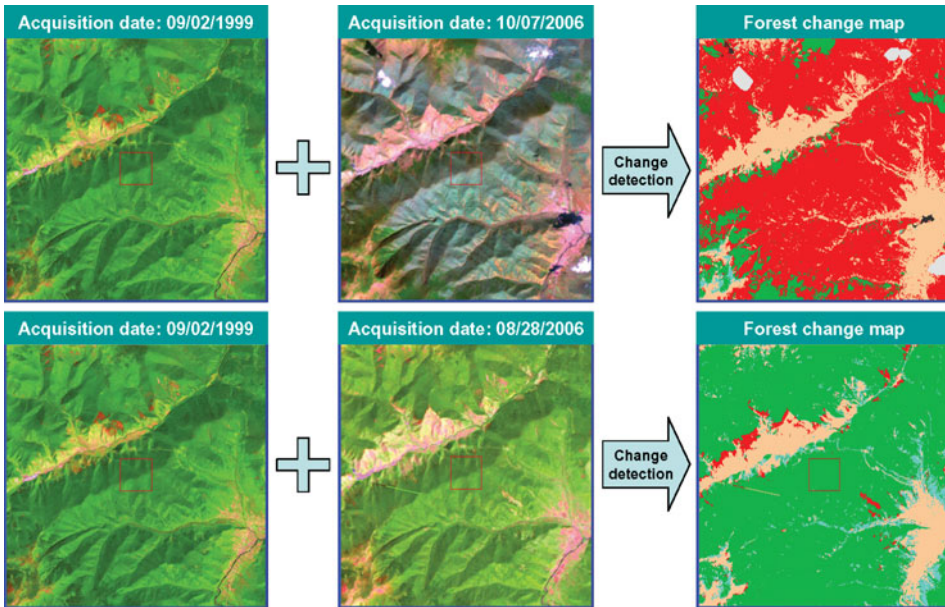 Acquisition date: 09/02/1999
Acquisition date: 10/07/2006
Forest change map
Change
detection
Acquisition date: 09/02/1999
Acquisition date: 08/28/2006
Forest change map
Change
detection